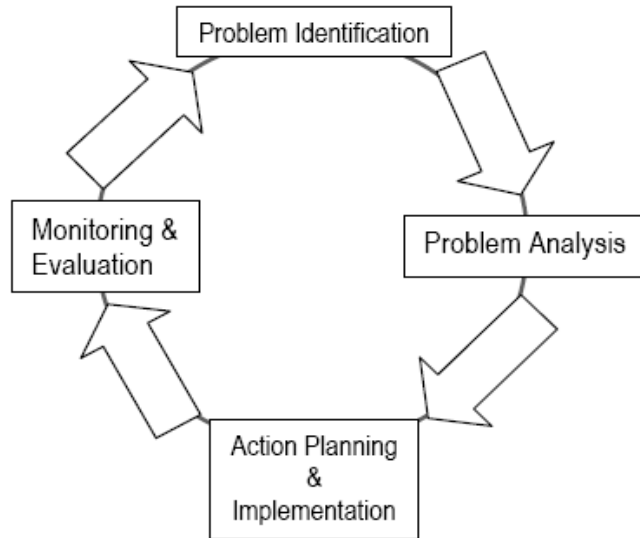 Problem Identification
Problem Analysis
Action Planning
&
Implementation
Monitoring &
Evaluation